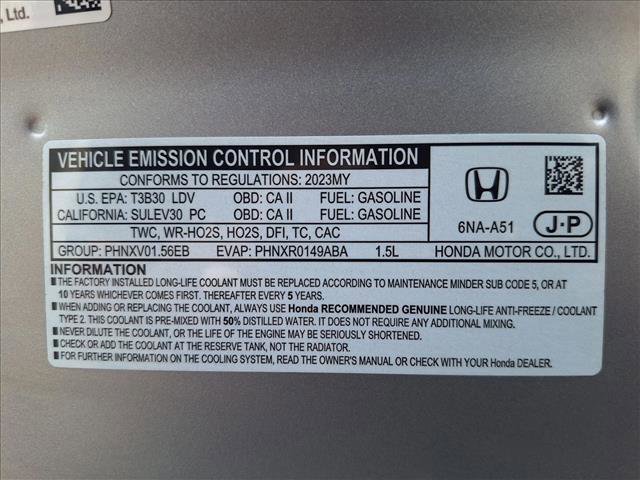 , Ltd.
VEHICLE EMISSION CONTROL INFORMATION
CONFORMS TO REGULATIONS: 2023MY
U.S. EPA: T3B30 LDV OBD: CA II FUEL: GASOLINE
CALIFORNIA: SULEV30 PC OBD: CA II FUEL: GASOLINE
TWC, WR-HO2S, HO2S, DFI, TC, CAC
6NA-A51 J·P
GROUP: PHNXV01.56EB EVAP: PHNXR0149ABA 1.5L HONDA MOTOR CO., LTD.
INFORMATION
■ THE FACTORY INSTALLED LONG-LIFE COOLANT MUST BE REPLACED ACCORDING TO MAINTENANCE MINDER SUB CODE 5, OR AT
10 YEARS WHICHEVER COMES FIRST. THEREAFTER EVERY 5 YEARS.
■ WHEN ADDING OR REPLACING THE COOLANT, ALWAYS USE Honda RECOMMENDED GENUINE LONG-LIFE ANTI-FREEZE / COOLANT
TYPE 2. THIS COOLANT IS PRE-MIXED WITH 50% DISTILLED WATER. IT DOES NOT REQUIRE ANY ADDITIONAL MIXING.
■ NEVER DILUTE THE COOLANT, OR THE LIFE OF THE ENGINE MAY BE SERIOUSLY SHORTENED.
■ CHECK OR ADD THE COOLANT AT THE RESERVE TANK, NOT THE RADIATOR.
■ FOR FURTHER INFORMATION ON THE COOLING SYSTEM, READ THE OWNER'S MANUAL OR CHECK WITH YOUR Honda DEALER.